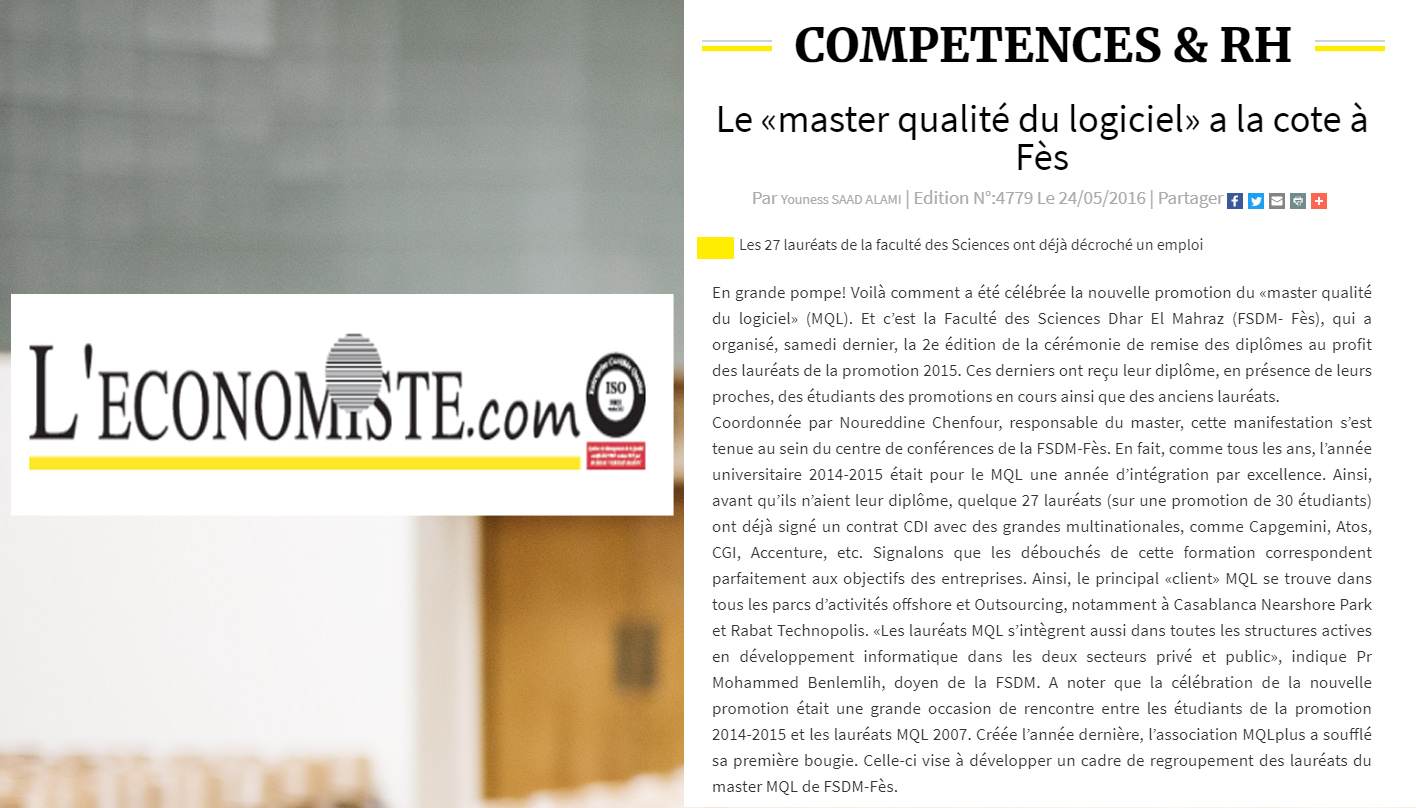 L'ECONOMISTE.com
ISO
COMPETENCES & RH
Le «master qualité du logiciel» a la cote à
Fès
Par Youness SAAD ALAMI | Edition N°:4779 Le 24/05/2016 | Partager
Les 27 lauréats de la faculté des Sciences ont déjà décroché un emploi
En grande pompe! Voilà comment a été célébrée la nouvelle promotion du «master qualité
du logiciel» (MQL). Et c’est la Faculté des Sciences Dhar El Mahraz (FSDM- Fès), qui a
organisé, samedi dernier, la 2e édition de la cérémonie de remise des diplômes au profit
des lauréats de la promotion 2015. Ces derniers ont reçu leur diplôme, en présence de leurs
proches, des étudiants des promotions en cours ainsi que des anciens lauréats.
Coordonnée par Noureddine Chenfour, responsable du master, cette manifestation s’est
tenue au sein du centre de conférences de la FSDM-Fès. En fait, comme tous les ans, l’année
universitaire 2014-2015 était pour le MQL une année d’intégration par excellence. Ainsi,
avant qu’ils n’aient leur diplôme, quelque 27 lauréats (sur une promotion de 30 étudiants)
ont déjà signé un contrat CDI avec des grandes multinationales, comme Capgemini, Atos,
CGI, Accenture, etc. Signalons que les débouchés de cette formation correspondent
parfaitement aux objectifs des entreprises. Ainsi, le principal «client» MQL se trouve dans
tous les parcs d’activités offshore et Outsourcing, notamment à Casablanca Nearshore Park
et Rabat Technopolis. «Les lauréats MQL s’intègrent aussi dans toutes les structures actives
en développement informatique dans les deux secteurs privé et public», indique Pr
Mohammed Benlemlih, doyen de la FSDM. A noter que la célébration de la nouvelle
promotion était une grande occasion de rencontre entre les étudiants de la promotion
2014-2015 et les lauréats MQL 2007. Créée l’année dernière, l’association MQLplus a soufflé
sa première bougie. Celle-ci vise à développer un cadre de regroupement des lauréats du
master MQL de FSDM-Fès.